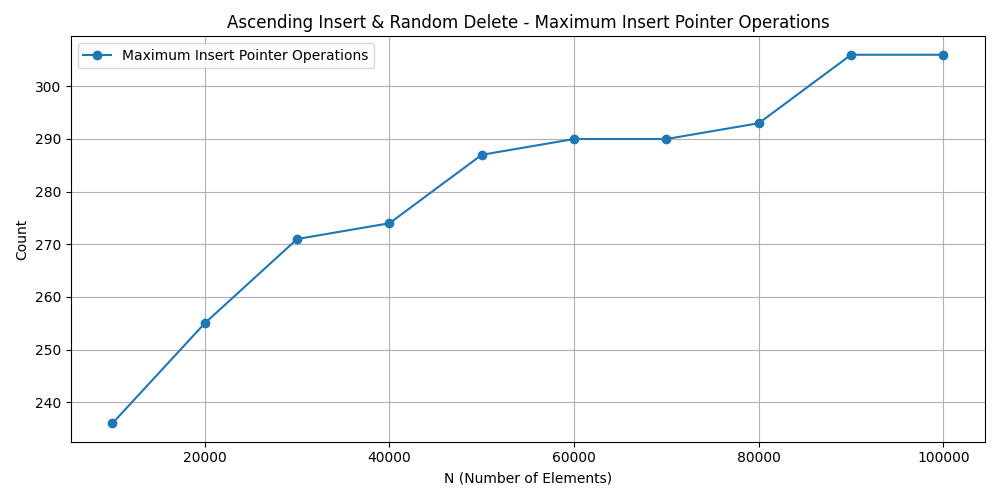 Ascending Insert & Random Delete - Maximum Insert Pointer Operations
Maximum Insert Pointer Operations
Count
300
290
280
270
260
250
240
20000 40000 60000 80000 100000
N (Number of Elements)